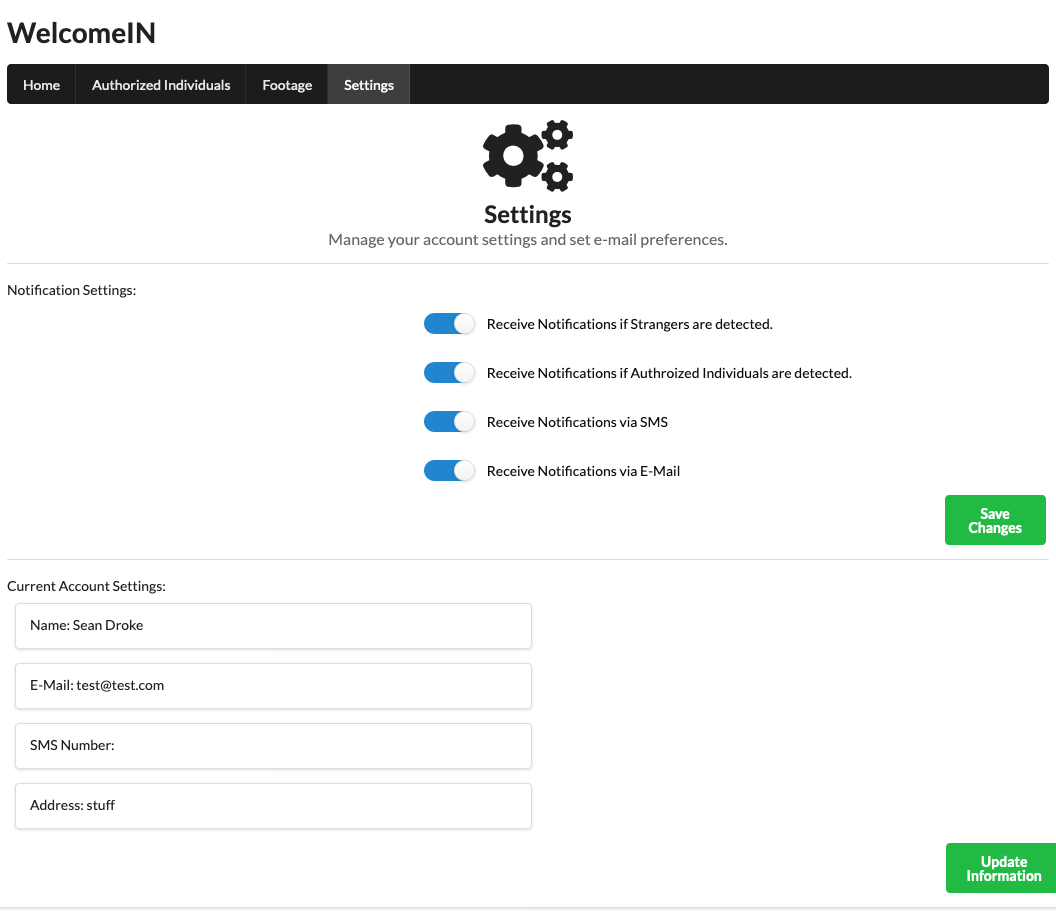 WelcomeIN
Home Authorized Individuals Footage Settings
Settings
Manage your account settings and set e-mail preferences.
Notification Settings:
Receive Notifications if Strangers are detected.
Receive Notifications if Authroized Individuals are detected.
Receive Notifications via SMS
Receive Notifications via E-Mail
Save
Changes
Current Account Settings:
Name: Sean Droke
E-Mail: test@test.com
SMS Number:
Address: stuff
Update
Information